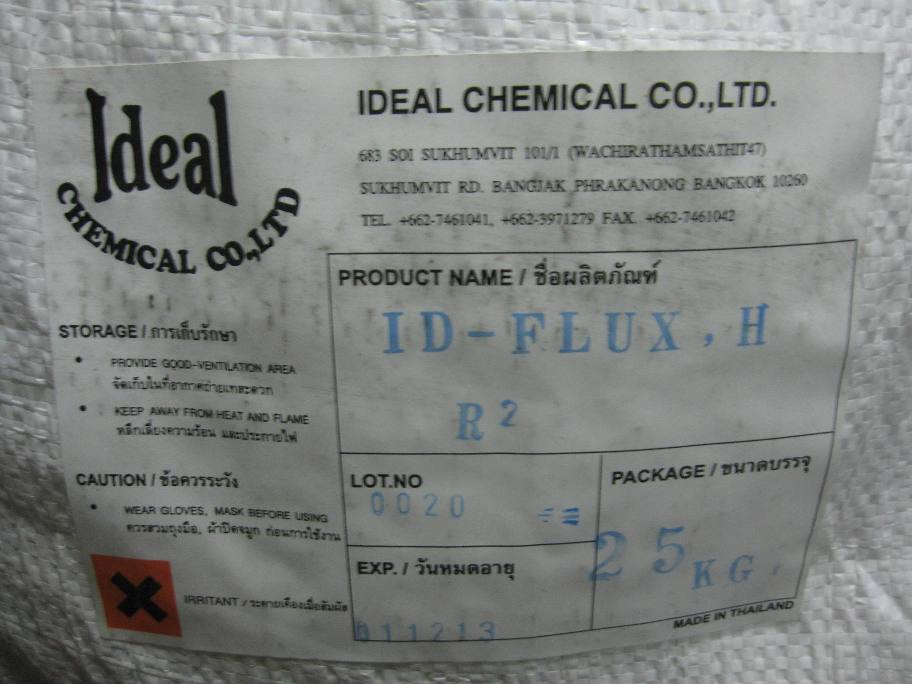 Ideal
CHEMICAL CO.,LTD
IDEAL CHEMICAL CO.,LTD.
683 SOI SUKHUMVIT 101/1 (WACHIRATHAMSATHIT47)
SUKHUMVIT RD. BANGJAK PHRAKANONG BANGKOK 10260
TEL. +662-7461041, +662-3971279 FAX. +662-7461042
PRODUCT NAME / ชื่อผลิตภัณฑ์
ID-FLUX, H
R2
STORAGE / การเก็บรักษา
• PROVIDE GOOD-VENTILATION AREA
จัดเก็บในที่อากาศถ่ายเทสะดวก
• KEEP AWAY FROM HEAT AND FLAME
หลีกเลี่ยงความร้อน และประกายไฟ
CAUTION / ข้อควรระวัง
• WEAR GLOVES, MASK BEFORE USING
ควรสวมถุงมือ, ผ้าปิดจมูก ก่อนการใช้งาน
IRRITANT / ระคายเคืองเมื่อสัมผัส
LOT.NO
0020
EXP. / วันหมดอายุ
011213
PACKAGE / ขนาดบรรจุ
25KG.
MADE IN THAILAND